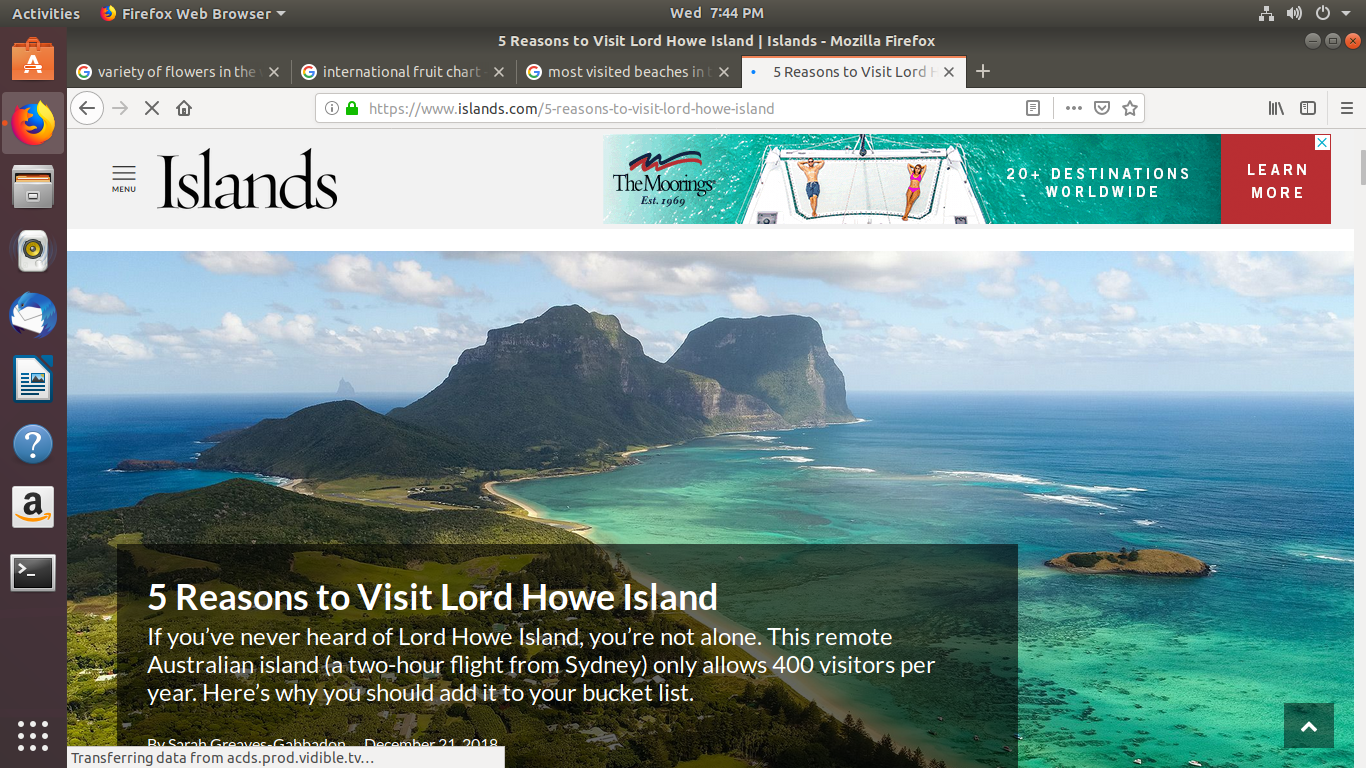 Activities
Firefox Web Browser
Wed 7:44 PM
5 Reasons to Visit Lord Howe Island | Islands - Mozilla Firefox
variety of flowers in the
international fruit chart
most visited beaches in t
5 Reasons to Visit Lord H
https://www.islands.com/5-reasons-to-visit-lord-howe-island
MENU
Islands
The Moorings®
Est. 1969
20+ DESTINATIONS
WORLDWIDE
LEARN
MORE
5 Reasons to Visit Lord Howe Island
If you’ve never heard of Lord Howe Island, you’re not alone. This remote
Australian island (a two-hour flight from Sydney) only allows 400 visitors per
year. Here’s why you should add it to your bucket list.
By Sarah Greaves-Gabbadon December 21, 2018
Transferring data from acds.prod.vidible.tv…